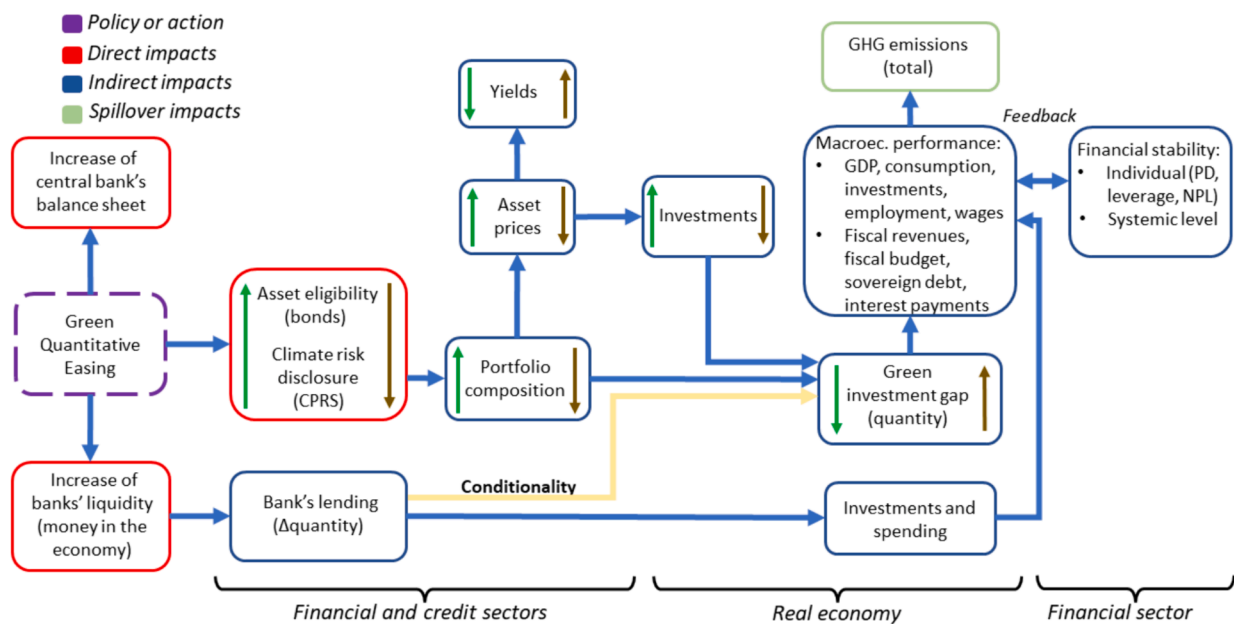 Policy or action
Direct impacts
Indirect impacts
Spillover impacts
GHG emissions
(total)
Yields
Feedback
Increase of
central bank's
balance sheet
Asset
prices
Investments
Macroec. performance:
• GDP, consumption,
investments,
employment, wages
• Fiscal revenues,
fiscal budget,
sovereign debt,
interest payments
Financial stability:
• Individual (PD,
leverage, NPL)
• Systemic level
Green
Quantitative
Easing
Asset eligibility
(bonds)
Climate risk
disclosure
(CPRS)
Portfolio
composition
Green
investment gap
(quantity)
Increase of
banks' liquidity
(money in the
economy)
Bank's lending
(Δquantity)
Conditionality
Investments and
spending
Financial and credit sectors
Real economy
Financial sector